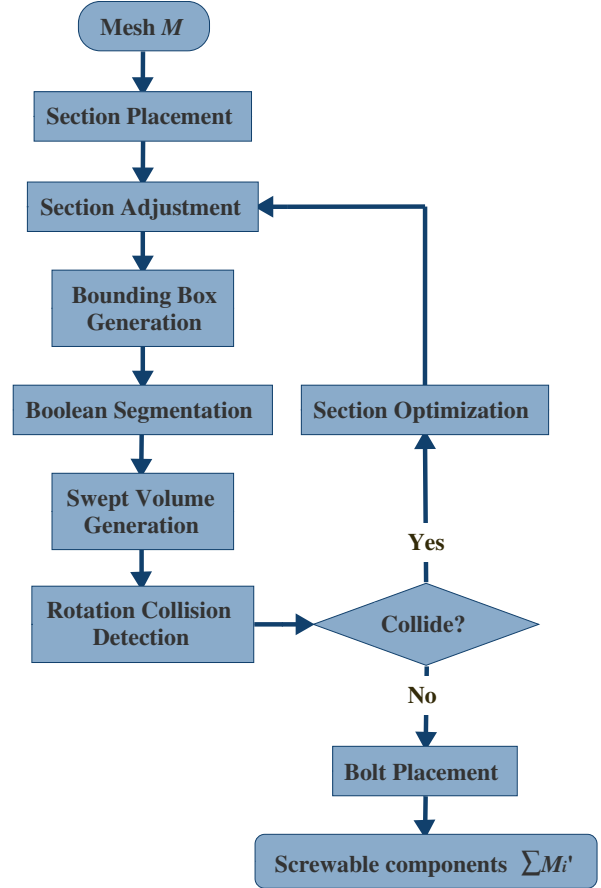 Mesh M
Section Placement
Section Adjustment
Bounding Box
Generation
Boolean Segmentation
Section Optimization
Swept Volume
Generation
Yes
Rotation Collision
Detection
Collide?
No
Bolt Placement
Screwable components ∑Mi'